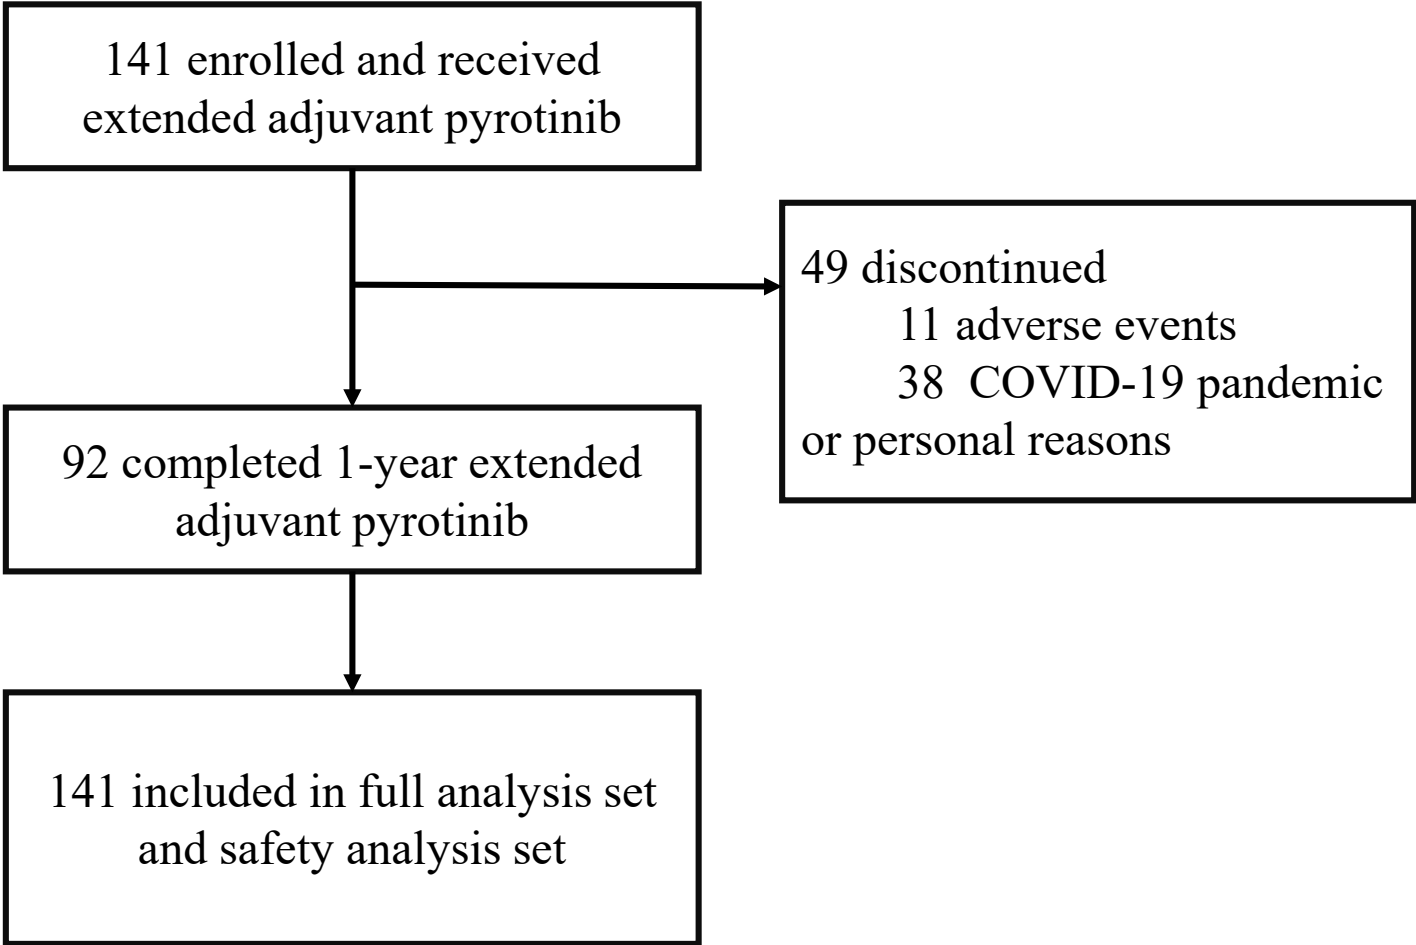 141 enrolled and received
extended adjuvant pyrotinib
49 discontinued
11 adverse events
38 COVID-19 pandemic
or personal reasons
92 completed 1-year extended
adjuvant pyrotinib
141 included in full analysis set
and safety analysis set